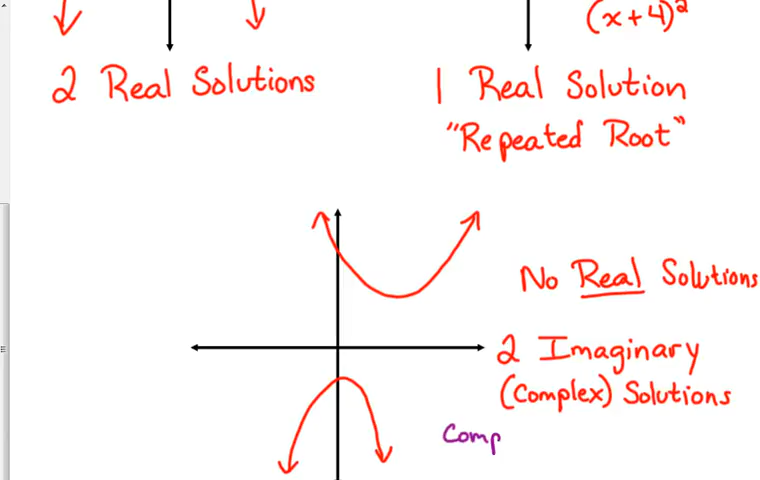 (x+4)²
2 Real Solutions
1 Real Solution
"Repeated Root"
No Real Solutions
2 Imaginary
(Complex) Solutions
Comp